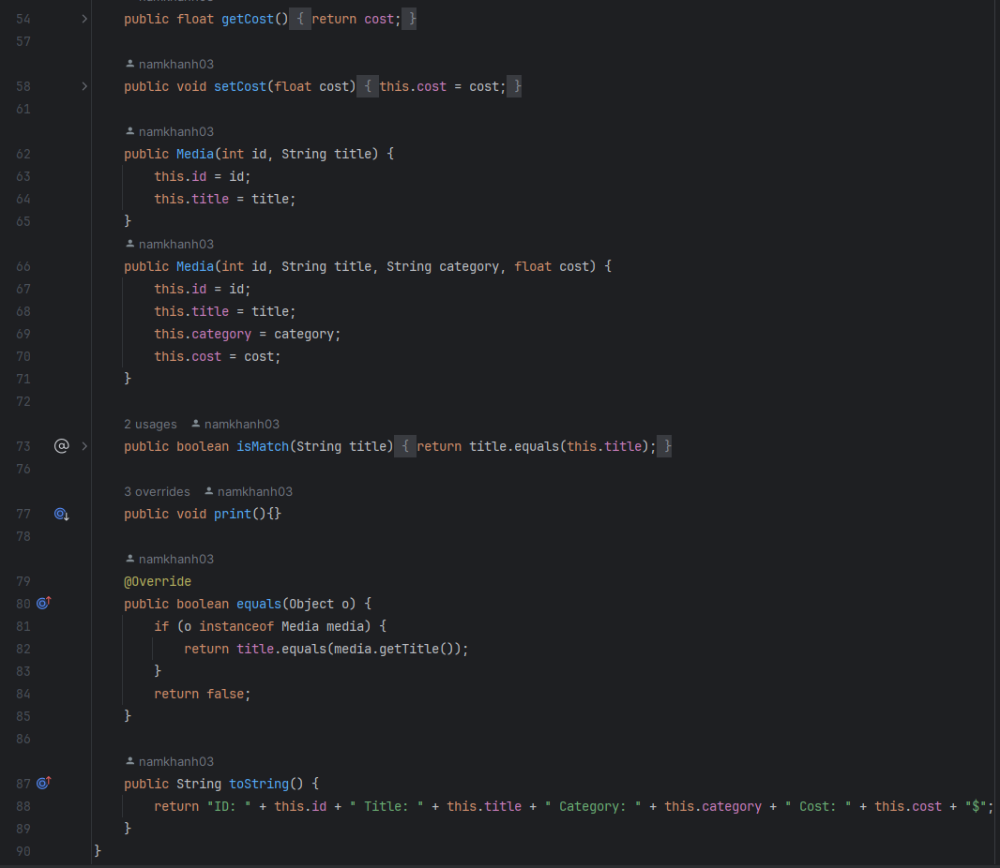 54 public float getCost() { return cost; }
57
namkhanh03
58 public void setCost(float cost) { this.cost = cost; }
61
namkhanh03
62 public Media(int id, String title) {
63 this.id = id;
64 this.title = title;
65 }
namkhanh03
66 public Media(int id, String title, String category, float cost) {
67 this.id = id;
68 this.title = title;
69 this.category = category;
70 this.cost = cost;
71 }
72
2 usages namkhanh03
73 public boolean isMatch(String title) { return title.equals(this.title); }
76
3 overrides namkhanh03
77 public void print(){}
78
namkhanh03
79 @Override
80 public boolean equals(Object o) {
81 if (o instanceof Media media) {
82 return title.equals(media.getTitle());
83 }
84 return false;
85 }
86
namkhanh03
87 public String toString() {
88 return "ID: " + this.id + " Title: " + this.title + " Category: " + this.category + " Cost: " + this.cost + "$";
89 }
90 }